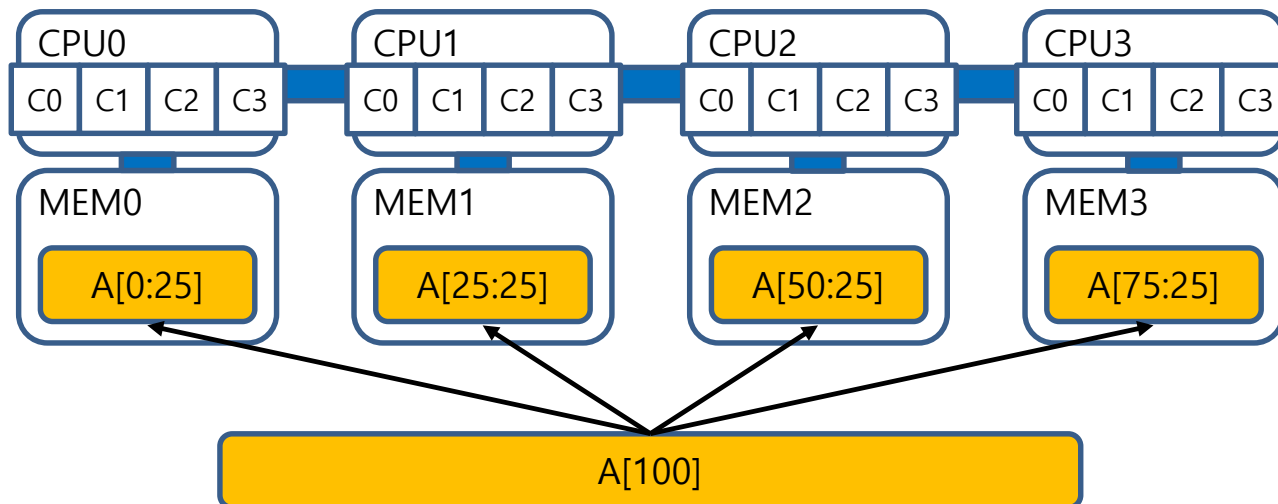 CPU0 CPU1 CPU2 CPU3
C0 C1 C2 C3 C0 C1 C2 C3 C0 C1 C2 C3 C0 C1 C2 C3
MEM0 MEM1 MEM2 MEM3
A[0:25] A[25:25] A[50:25] A[75:25]
A[100]